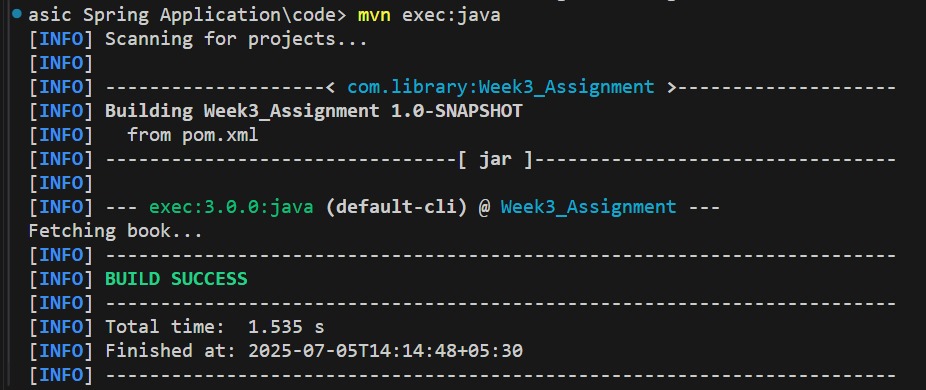 asic Spring Application\code> mvn exec:java
[INFO] Scanning for projects...
[INFO]
[INFO] --------------------< com.library:Week3_Assignment >--------------------
[INFO] Building Week3_Assignment 1.0-SNAPSHOT
[INFO]   from pom.xml
[INFO] --------------------------------[ jar ]---------------------------------
[INFO]
[INFO] --- exec:3.0.0:java (default-cli) @ Week3_Assignment ---
Fetching book...
[INFO] ------------------------------------------------------------------------
[INFO] BUILD SUCCESS
[INFO] ------------------------------------------------------------------------
[INFO] Total time:  1.535 s
[INFO] Finished at: 2025-07-05T14:14:48+05:30
[INFO] ------------------------------------------------------------------------